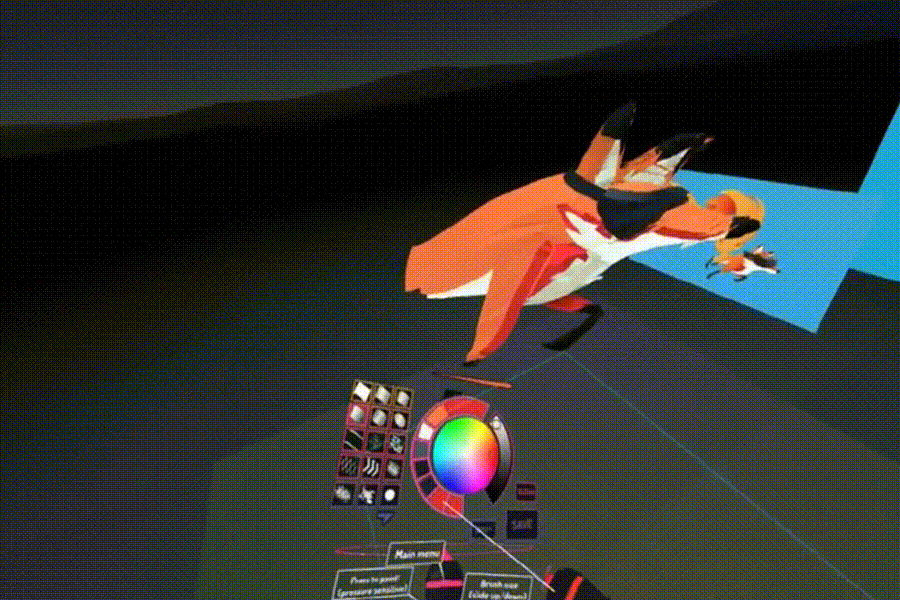 SAVE
Main menu
Press to paint!
(pressure sensitive)
Brush size
(slide up/down)